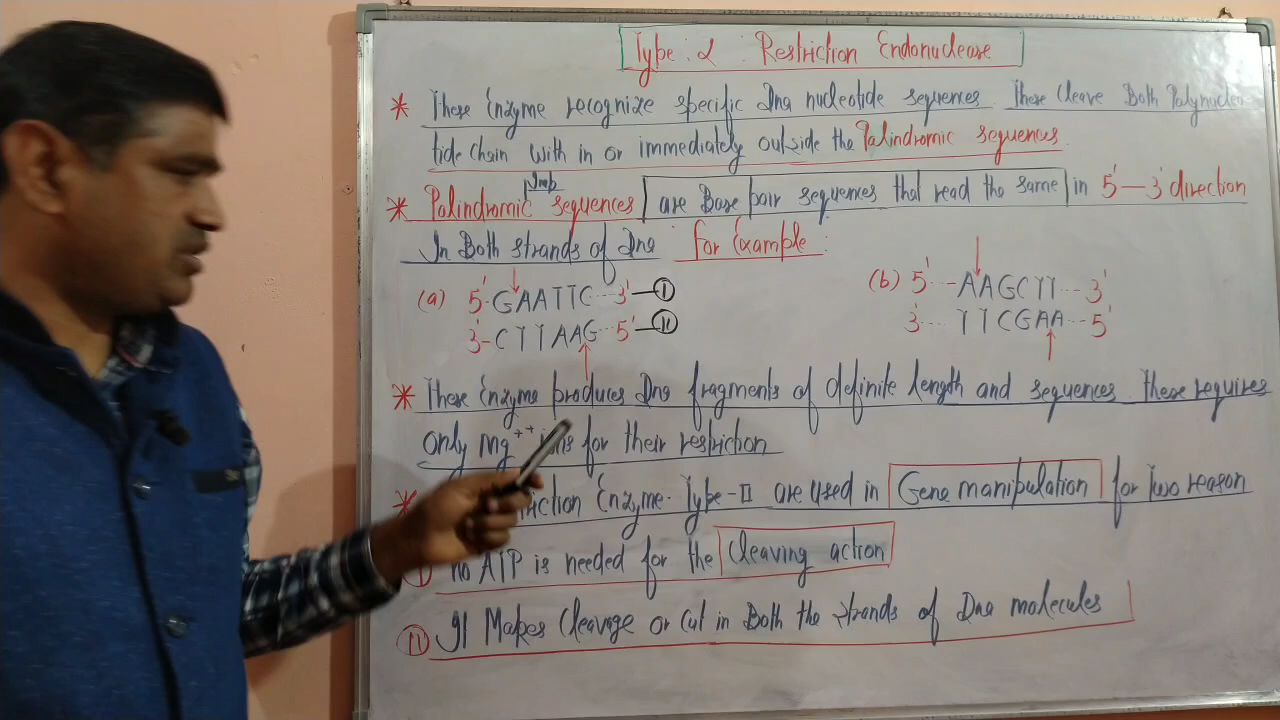 Type : 2 : Restriction Endonuclease
* These Enzyme recognize specific Dna nucleotide sequences These Cleave Both Polynucleo
tide chain with in or immediately outside the Palindromic sequences.
Imp
* Palindromic sequences are Base pair sequences that read the same in 5' — 3' direction
In Both strands of Dna for Example :
(a) 5'-GAATTC...3' — I
3'-CTTAAG...5' — II
(b) 5'---AAGCTT---3'
3'....TTCGAA...5'
* These Enzyme produces Dna fragments of definite length and sequences these requires
only mg++ ions for their restriction
* Enzyme. Type-II are used in Gene manipulation for Two reason
I no ATP is needed for the cleaving action
II It Makes Cleavage or Cut in Both the strands of Dna molecules